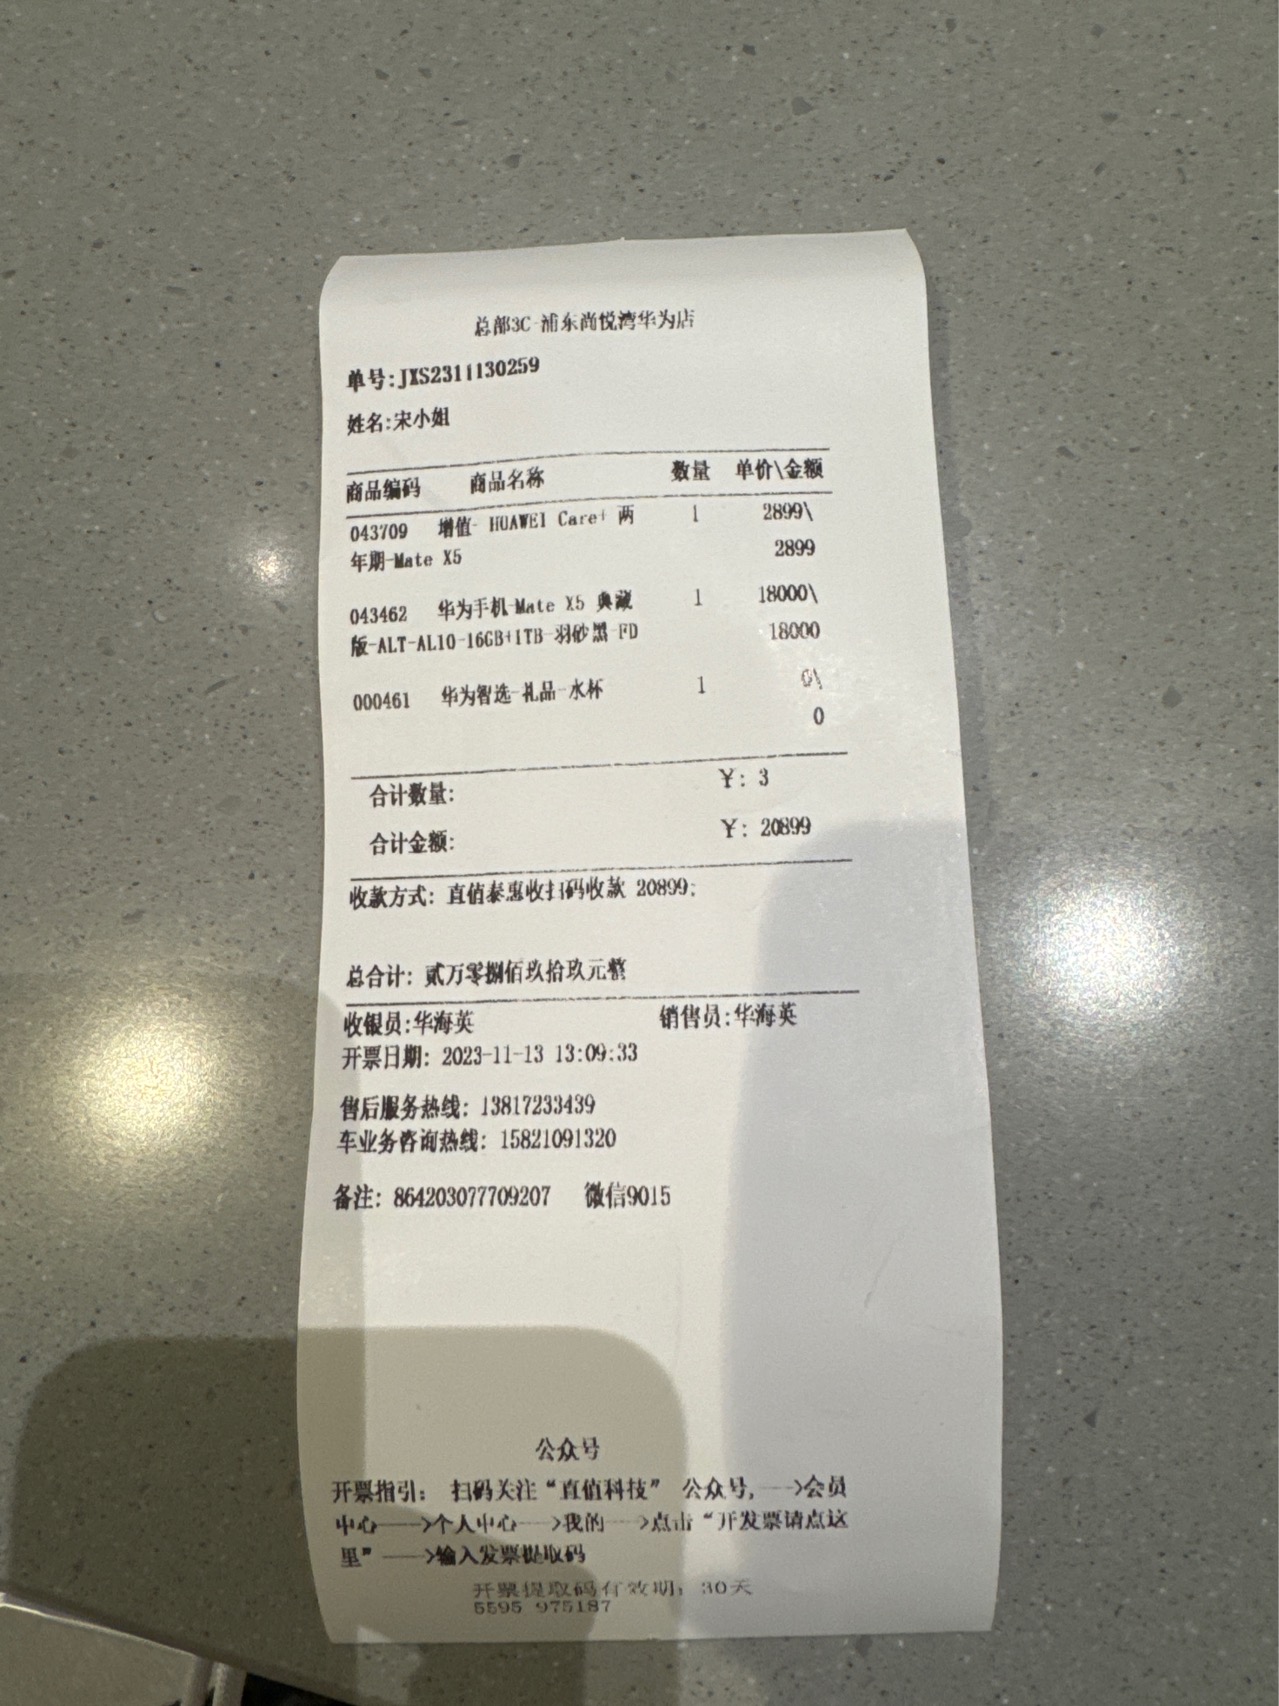 总部3C-浦东尚悦湾华为店
单号:JXS2311130259
姓名:宋小姐
商品编码 商品名称 数量 单价\金额
043709 增值- HUAWEI Care+ 两 1 2899\
年期-Mate X5 2899
043462 华为手机-Mate X5 典藏 1 18000\
版-ALT-AL10-16GB+1TB-羽砂黑-FD 18000
000461 华为智选-礼品-水杯 1 0\
0
合计数量: ￥: 3
合计金额: ￥: 20899
收款方式: 直值泰惠收扫码收款 20899;
总合计: 贰万零捌佰玖拾玖元整
收银员:华海英 销售员:华海英
开票日期: 2023-11-13 13:09:33
售后服务热线: 13817233439
车业务咨询热线: 15821091320
备注: 864203077709207 微信9015
公众号
开票指引: 扫码关注“直值科技” 公众号, —->会员
中心——>个人中心——>我的——>点击“开发票请点这
里”——>输入发票提取码
开票提取码有效期: 30天
5595 975187